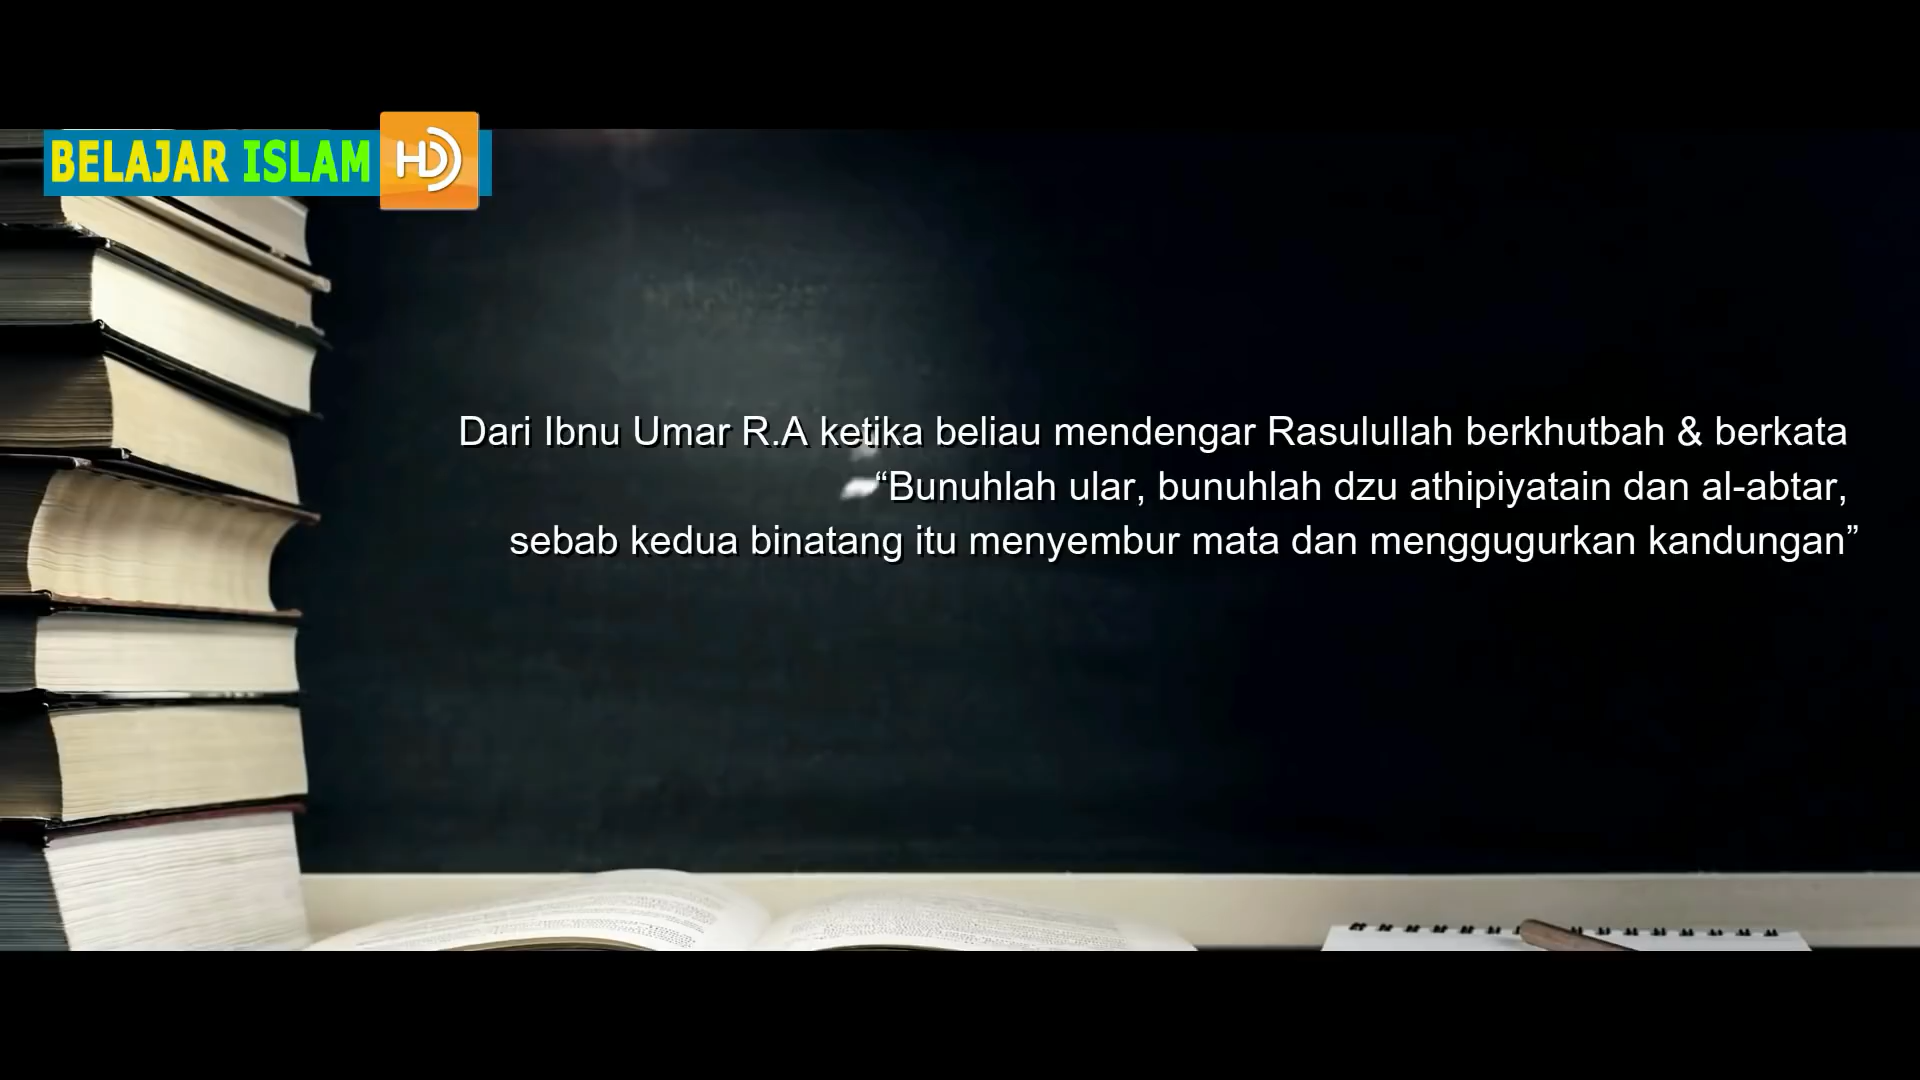 BELAJAR ISLAM HD
Dari Ibnu Umar R.A ketika beliau mendengar Rasulullah berkhutbah & berkata
“Bunuhlah ular, bunuhlah dzu athipiyatain dan al-abtar,
sebab kedua binatang itu menyembur mata dan menggugurkan kandungan”